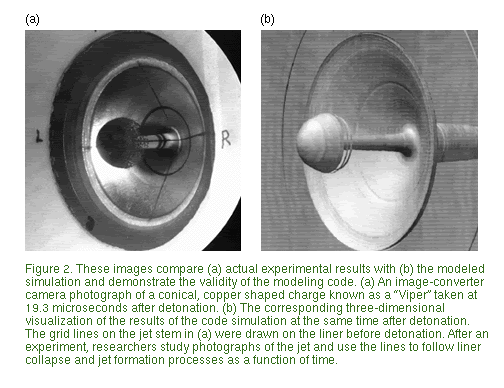 (a)
(b)
L
R
Figure 2. These images compare (a) actual experimental results with (b) the modeled
simulation and demonstrate the validity of the modeling code. (a) An image-converter
camera photograph of a conical, copper shaped charge known as a “Viper” taken at
19.3 microseconds after detonation. (b) The corresponding three-dimensional
visualization of the results of the code simulation at the same time after detonation.
The grid lines on the jet stem in (a) were drawn on the liner before detonation. After an
experiment, researchers study photographs of the jet and use the lines to follow liner
collapse and jet formation processes as a function of time.